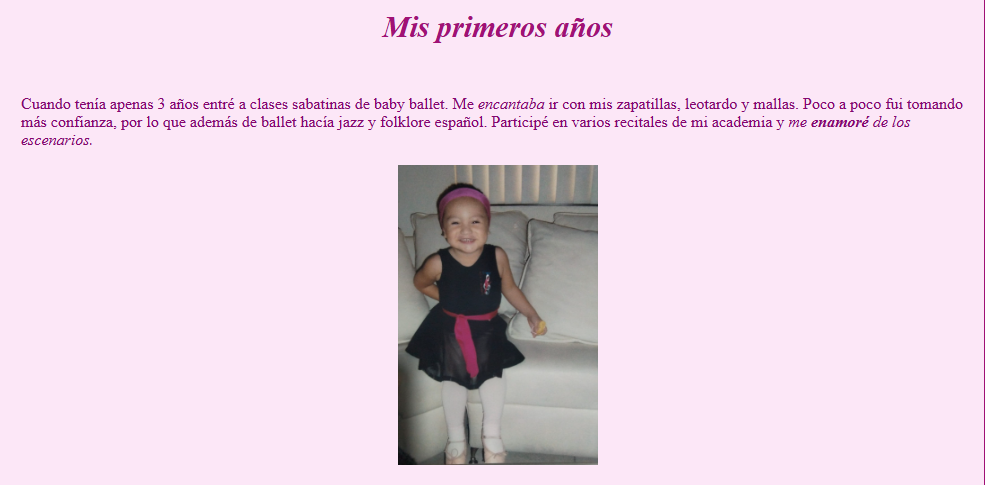 Mis primeros años
Cuando tenía apenas 3 años entré a clases sabatinas de baby ballet. Me encantaba ir con mis zapatillas, leotardo y mallas. Poco a poco fui tomando
más confianza, por lo que además de ballet hacía jazz y folklore español. Participé en varios recitales de mi academia y me enamoré de los
escenarios.